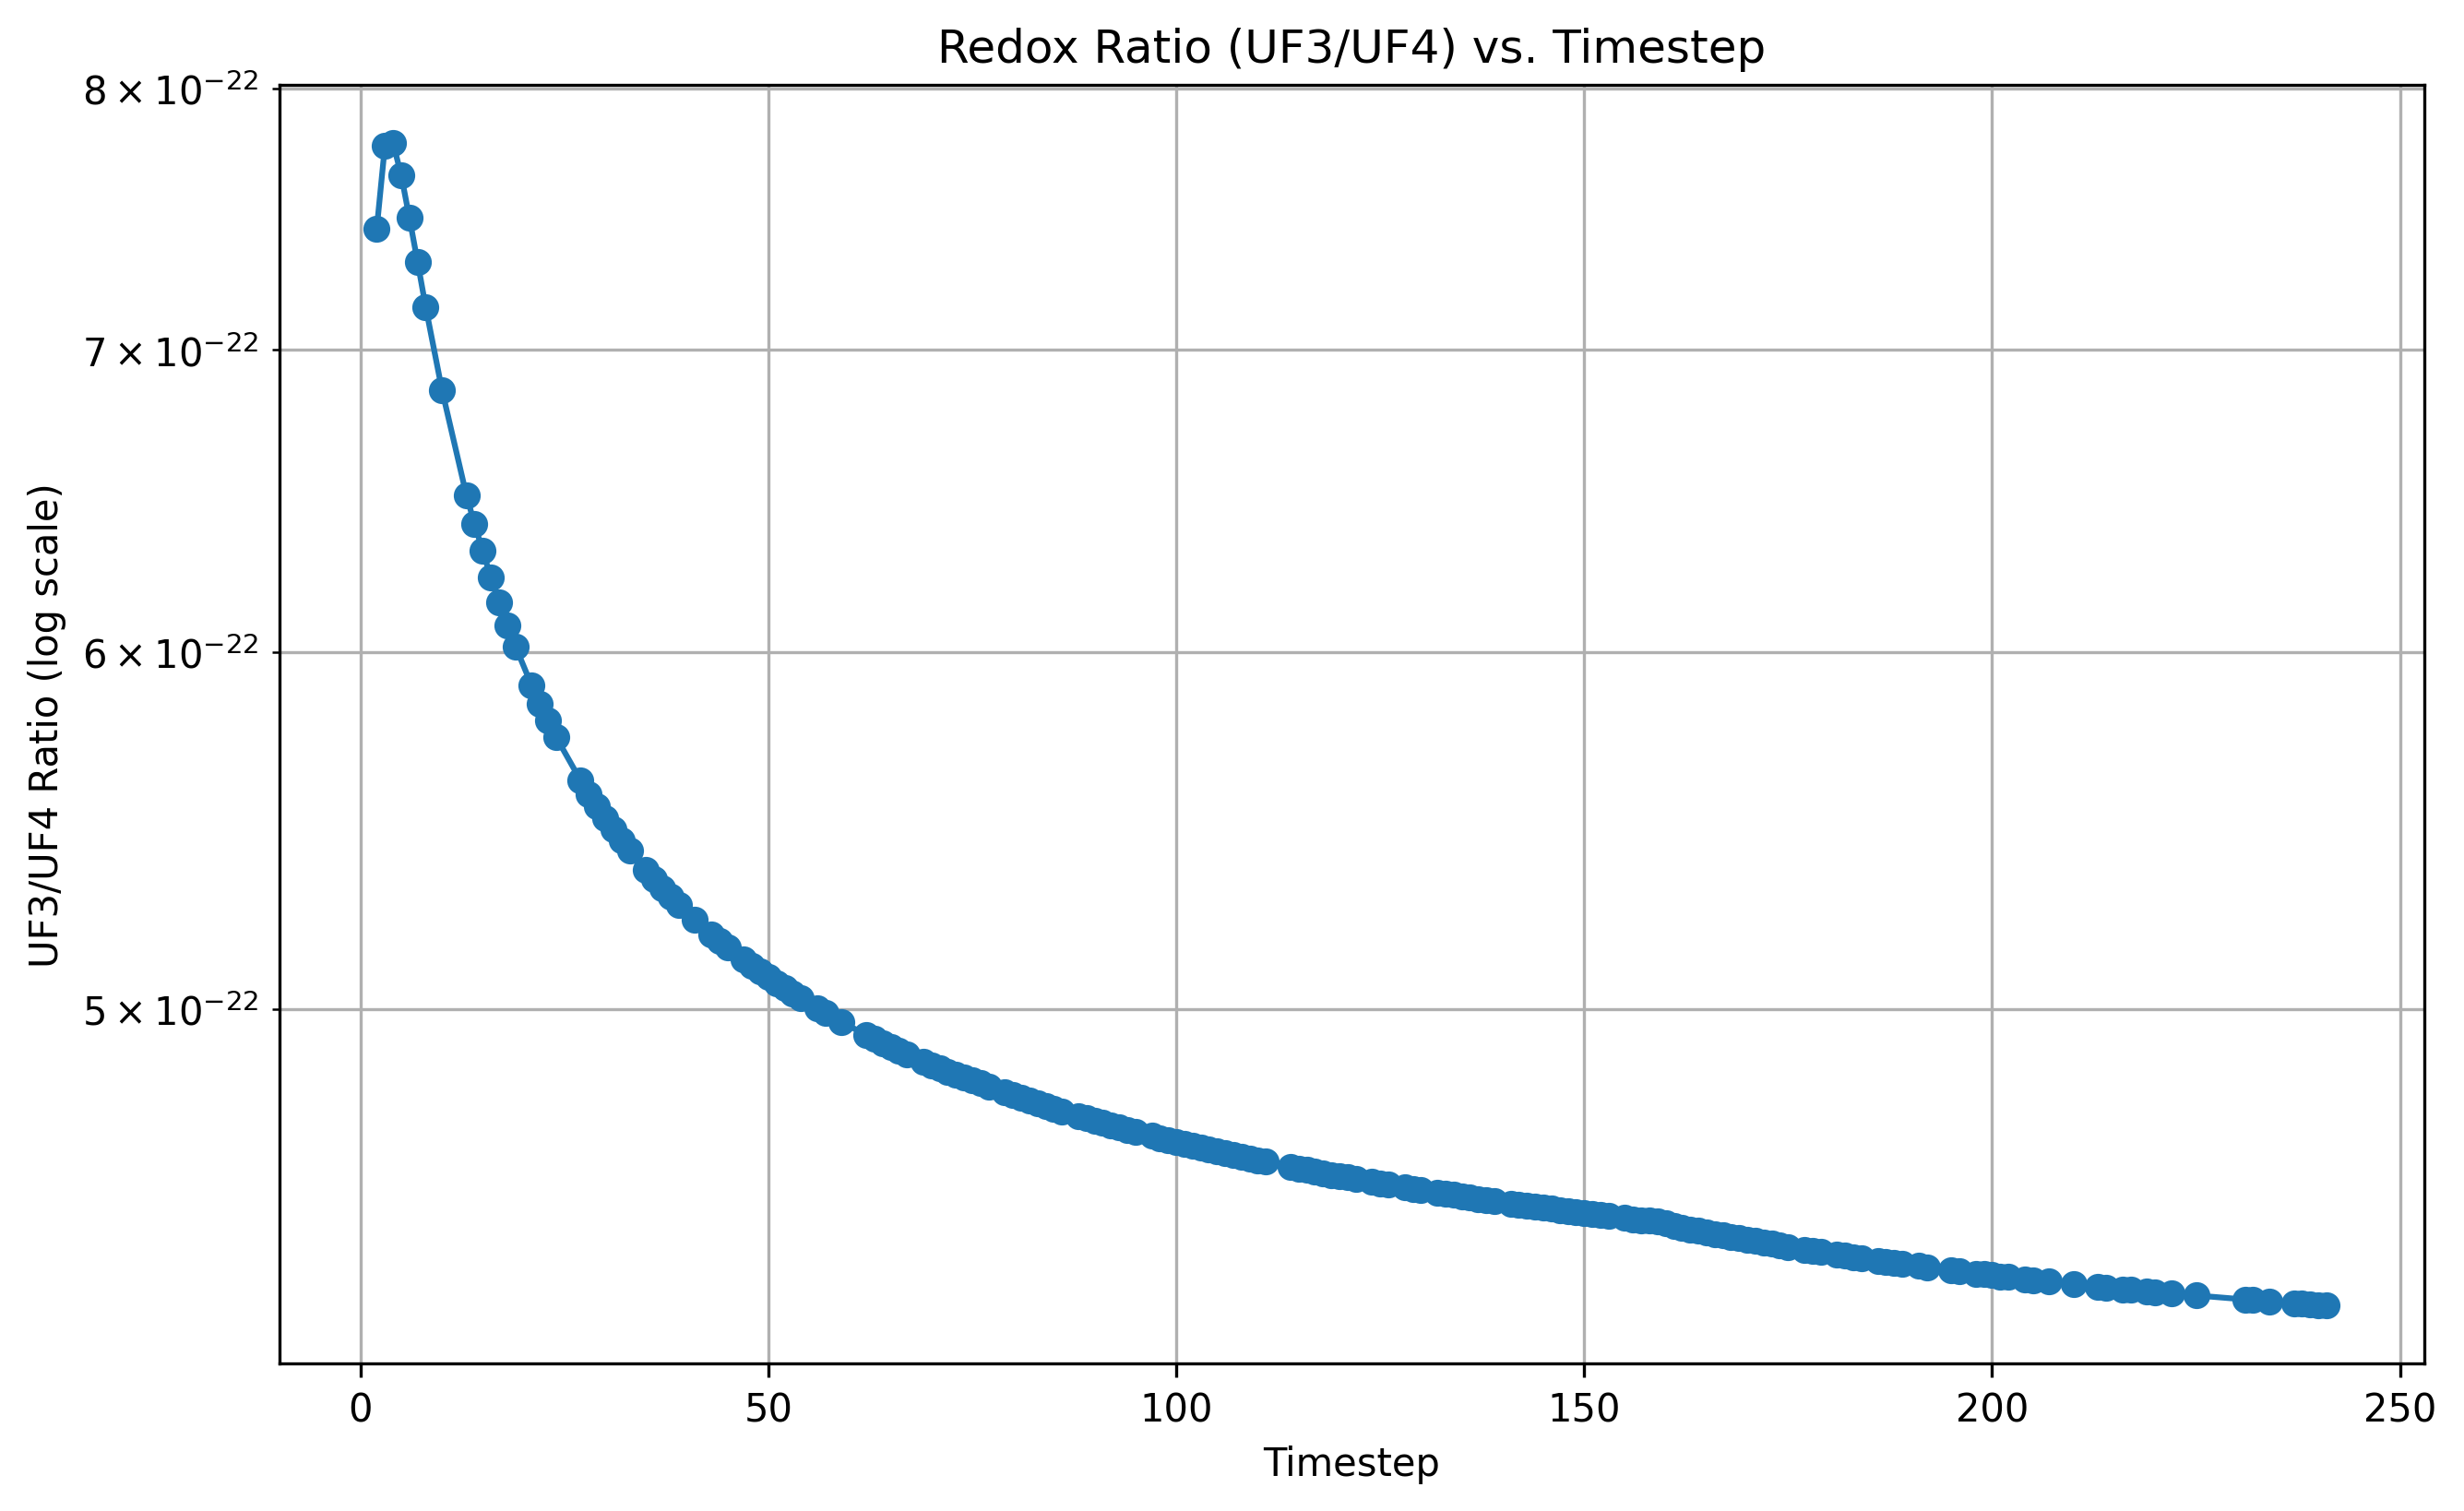 Redox Ratio (UF3/UF4) vs. Timestep
8 × 10⁻²²
7 × 10⁻²²
6 × 10⁻²²
5 × 10⁻²²
UF3/UF4 Ratio (log scale)
0 50 100 150 200 250
Timestep